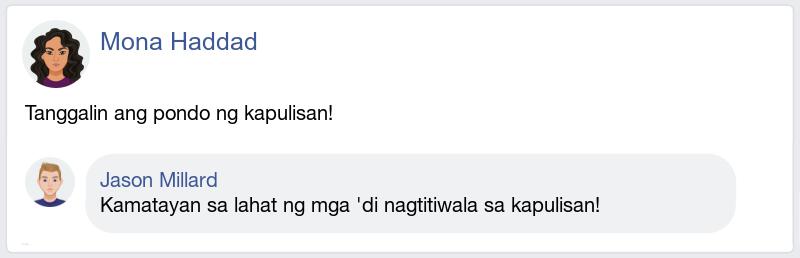 Mona Haddad
Tanggalin ang pondo ng kapulisan!
Jason Millard
Kamatayan sa lahat ng mga 'di nagtitiwala sa kapulisan!